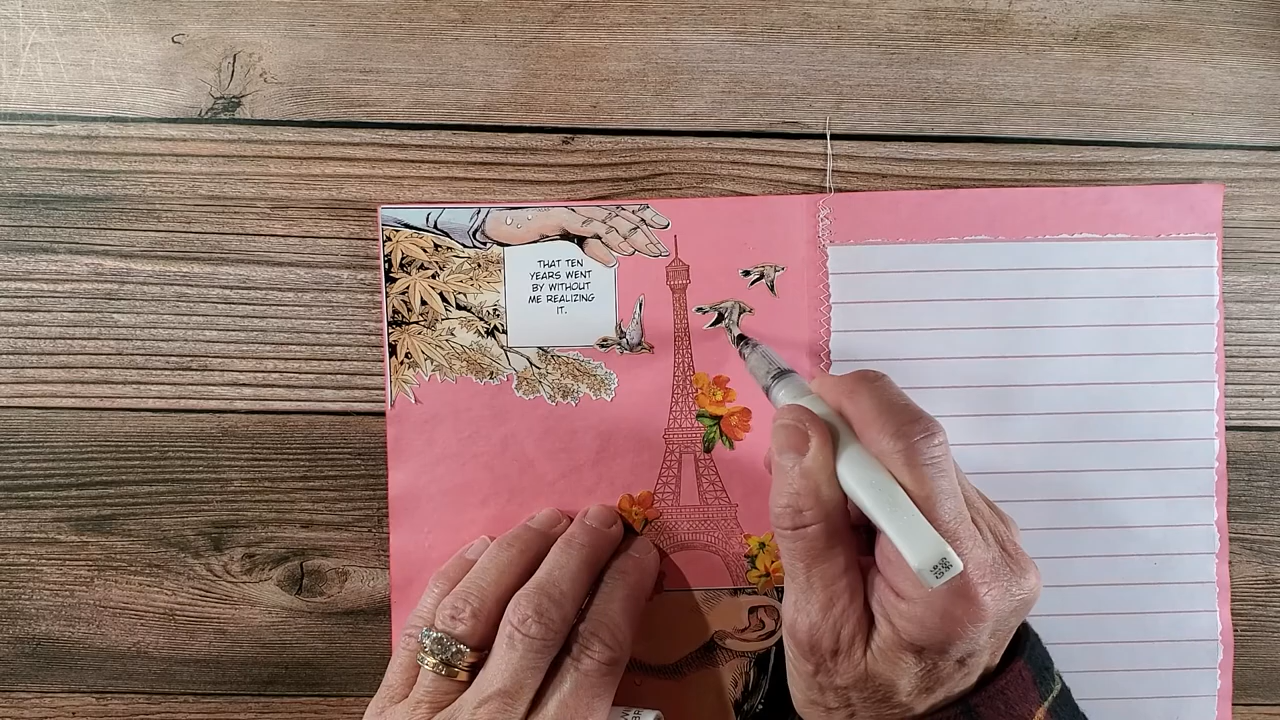 THAT TEN
YEARS WENT
BY WITHOUT
ME REALIZING
IT.